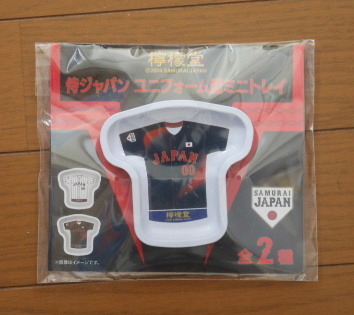 檸檬堂
©2024 SAMURAI JAPAN
侍ジャパン ユニフォーム型ミニトレイ
JAPAN
00
檸檬堂
SAMURAI
JAPAN
全2種
※画像はイメージです。